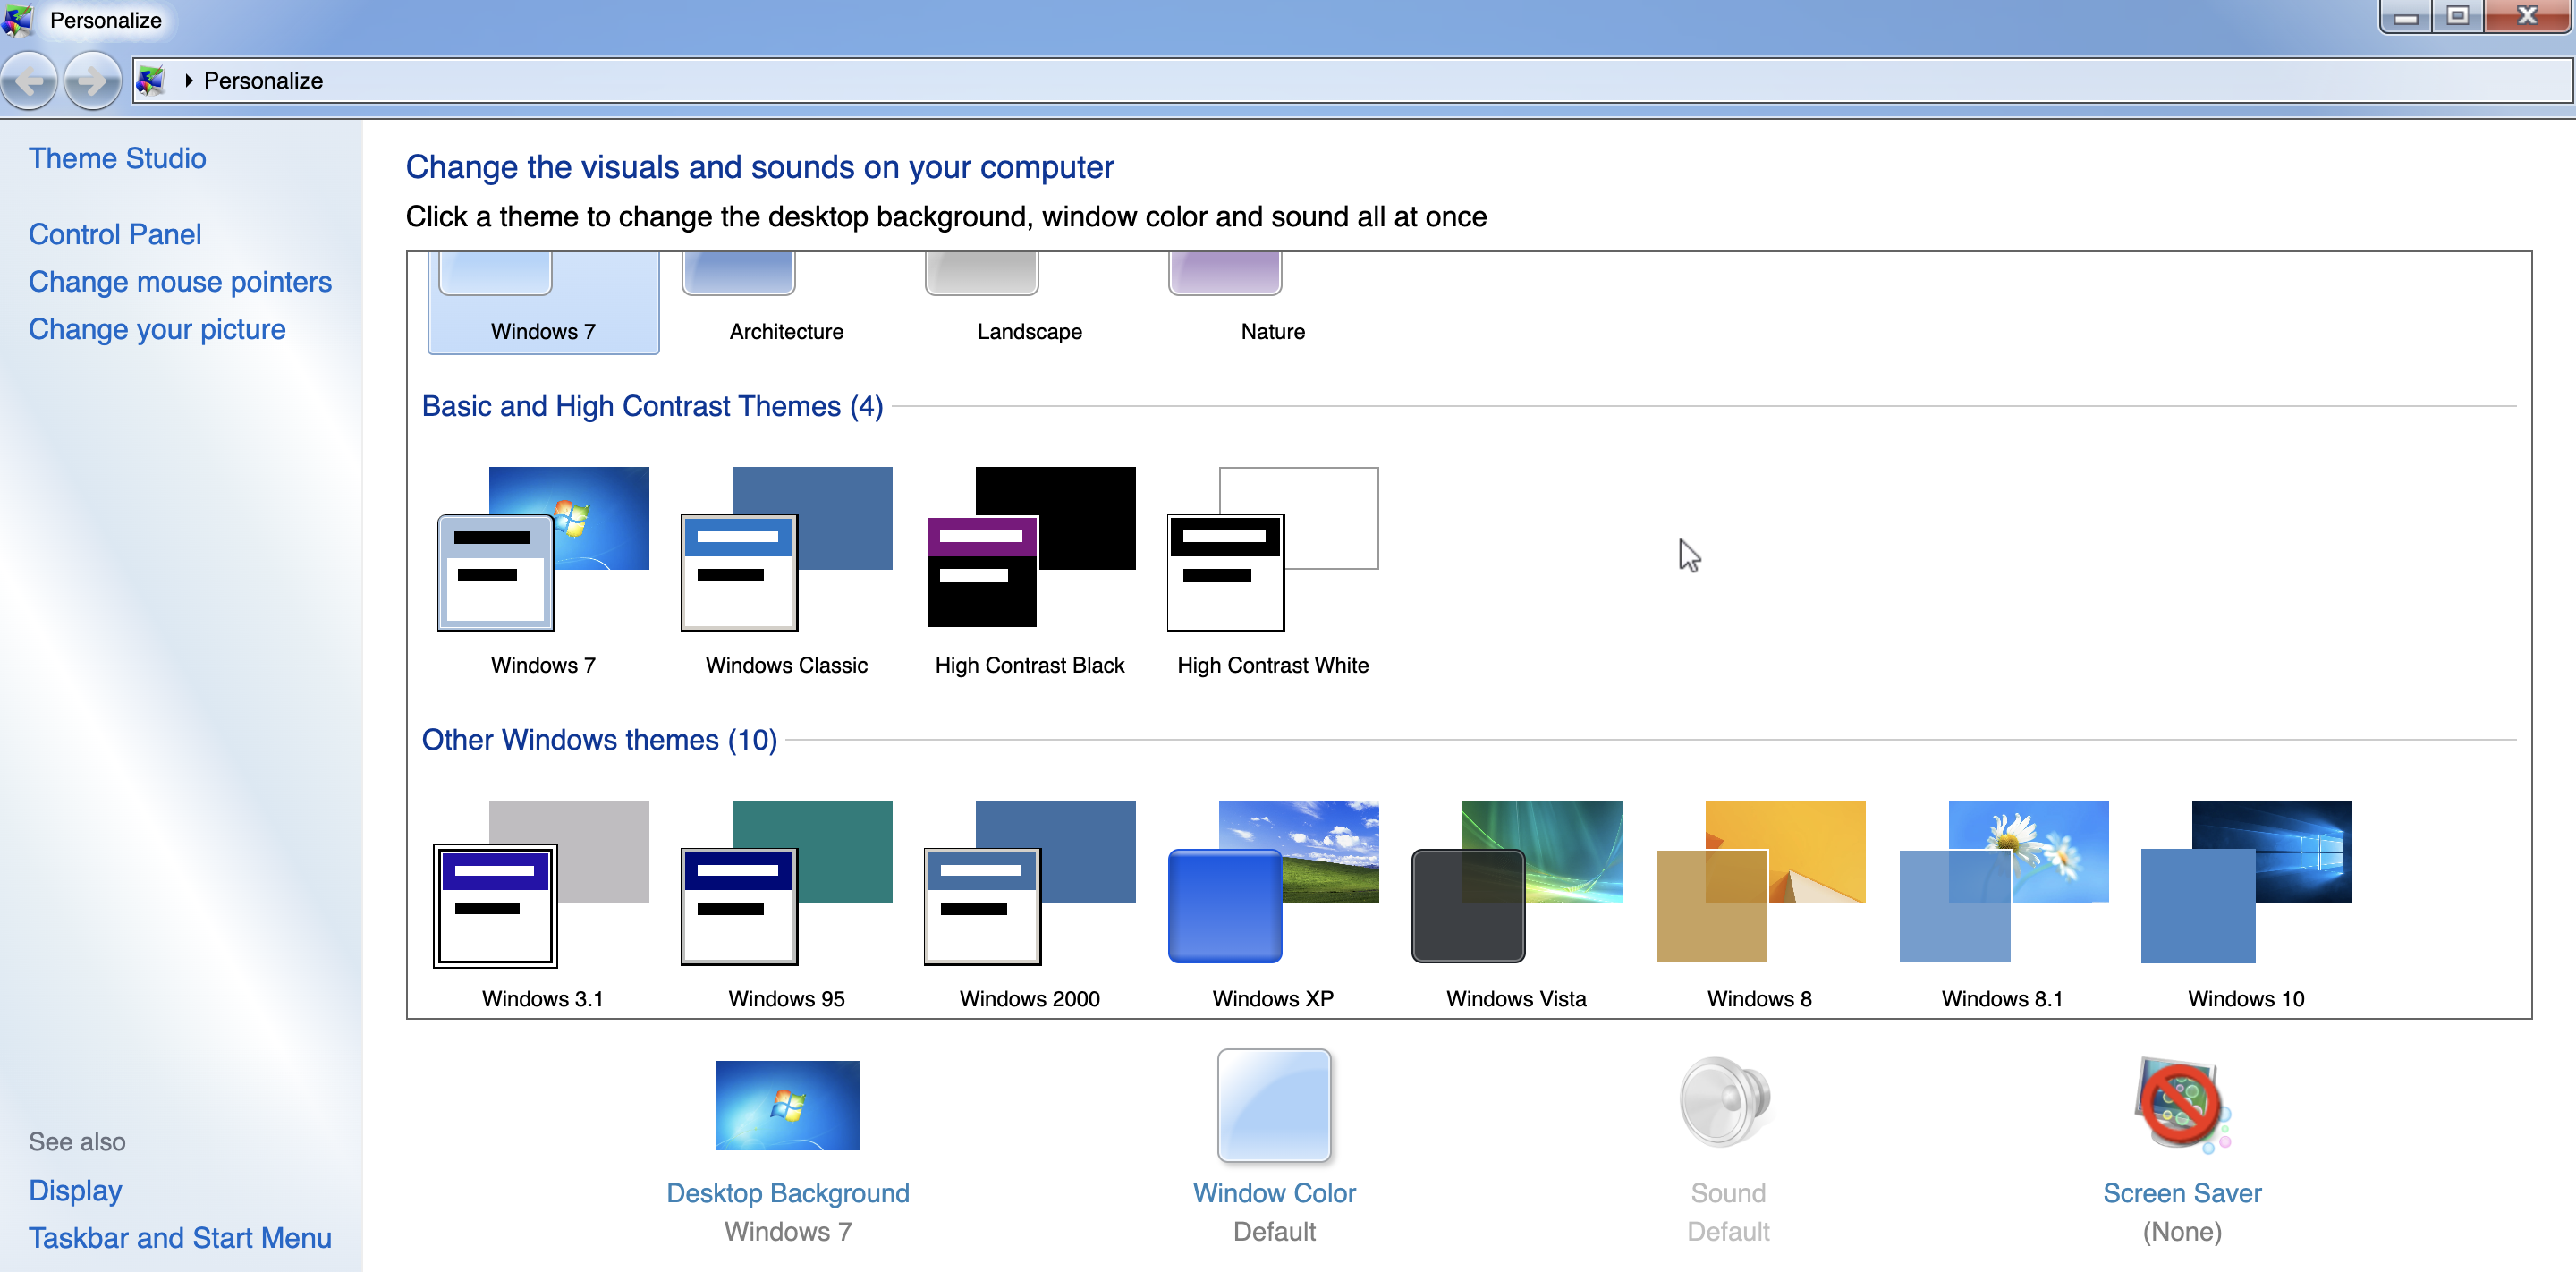 Personalize
Personalize
Theme Studio
Control Panel
Change mouse pointers
Change your picture
See also
Display
Taskbar and Start Menu
Change the visuals and sounds on your computer
Click a theme to change the desktop background, window color and sound all at once
Windows 7 Architecture Landscape Nature
Basic and High Contrast Themes (4)
Windows 7 Windows Classic High Contrast Black High Contrast White
Other Windows themes (10)
Windows 3.1 Windows 95 Windows 2000 Windows XP Windows Vista Windows 8 Windows 8.1 Windows 10
Desktop Background Window Color Sound Screen Saver
Windows 7 Default Default (None)